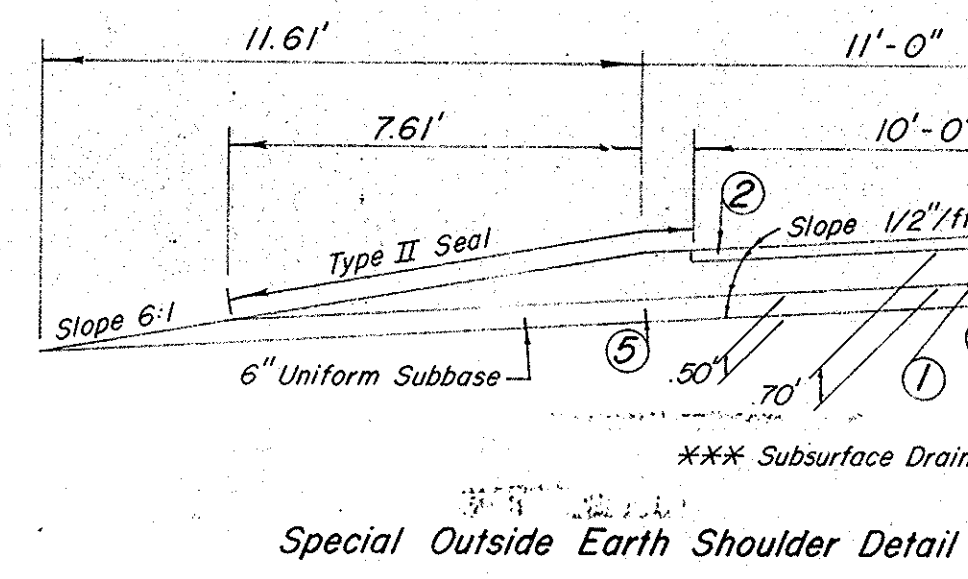 11.61'
11'-0"
7.61'
10'-0"
2
Slope 1/2"/ft
Type II Seal
Slope 6:1
6" Uniform Subbase
5
.50'
.70'
1
*** Subsurface Drain
Special Outside Earth Shoulder Detail